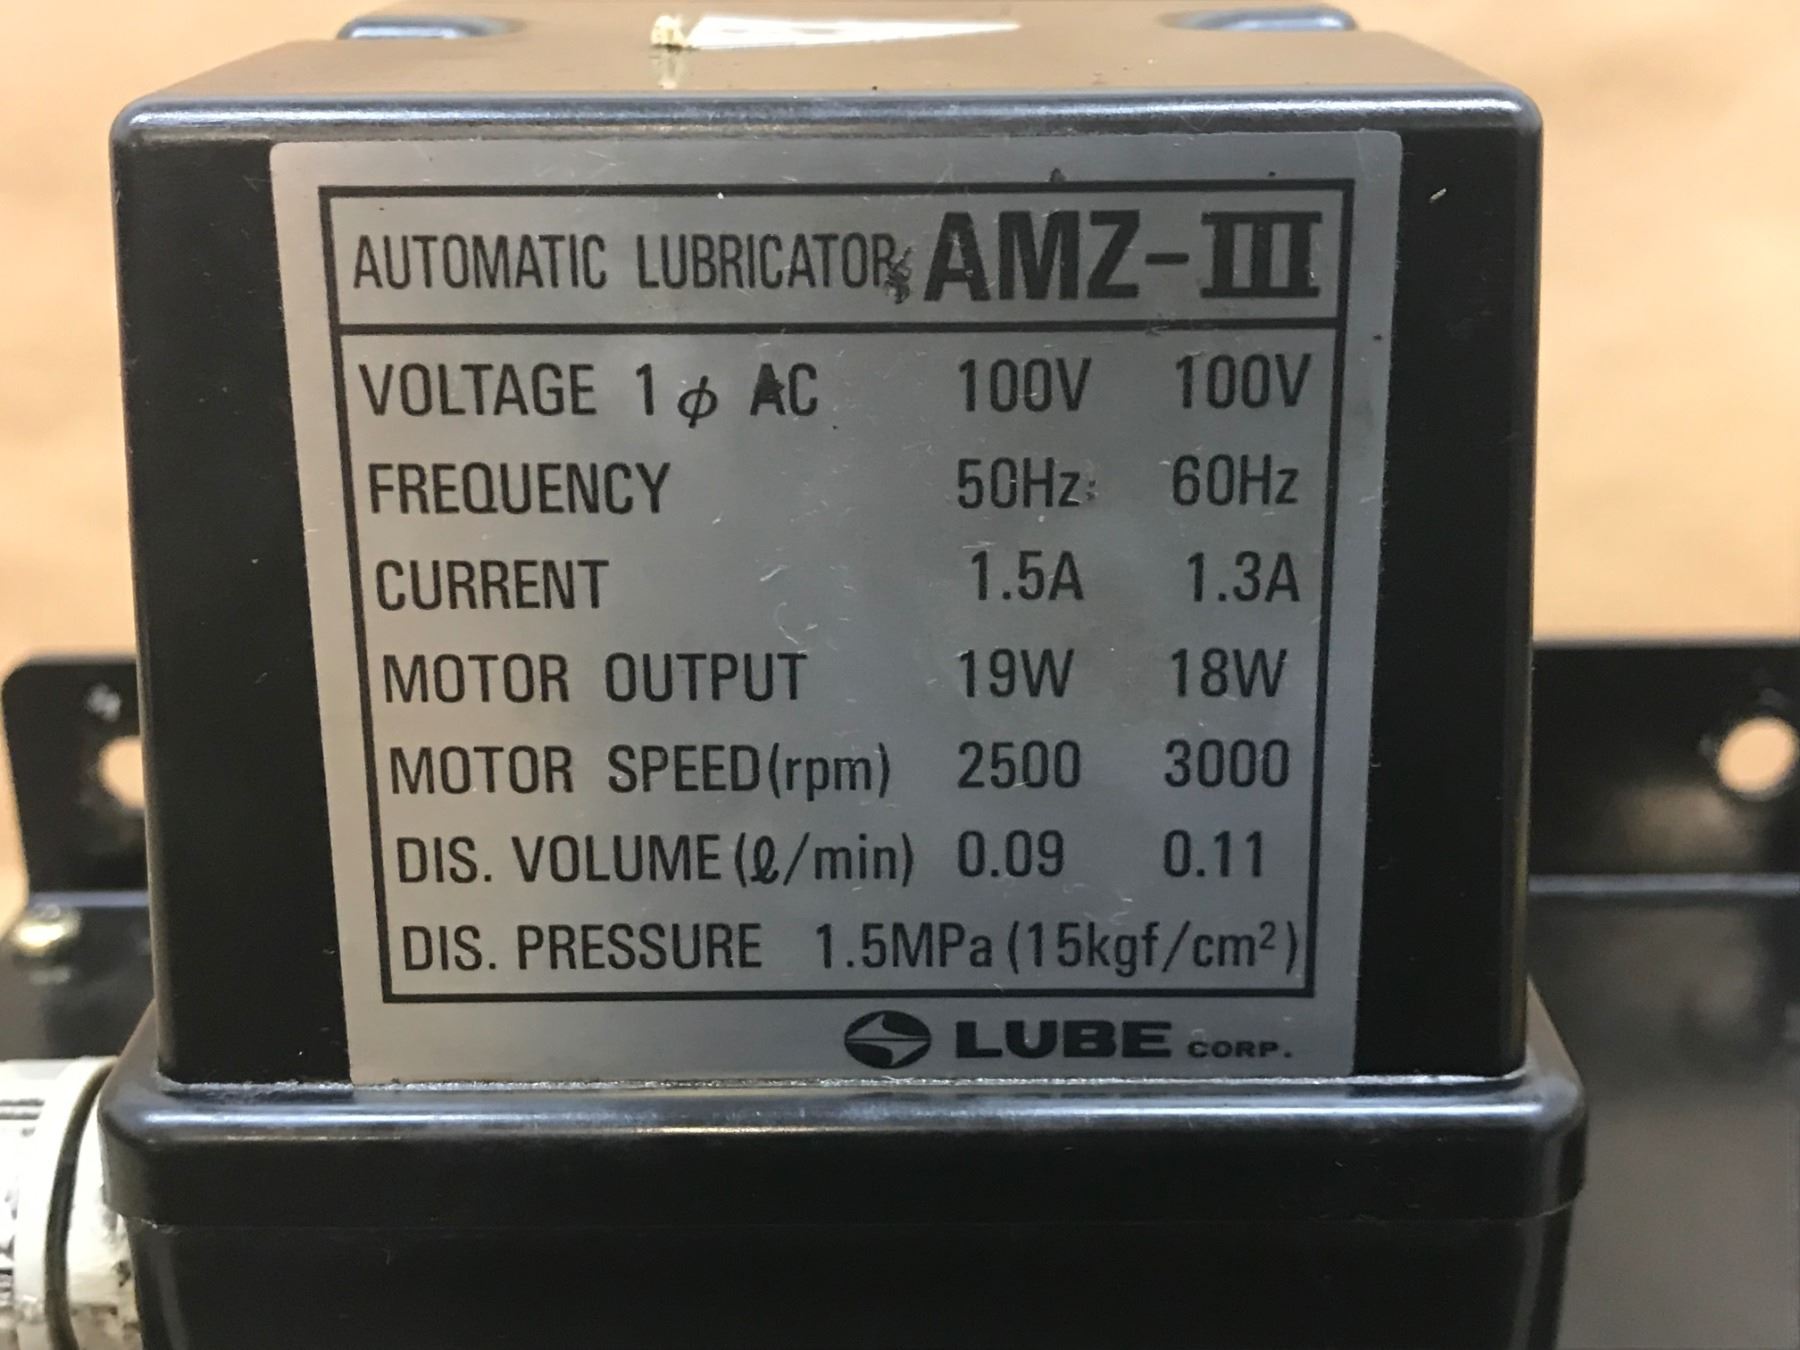 AUTOMATIC LUBRICATOR AMZ-III
VOLTAGE 1φ AC 100V 100V
FREQUENCY 50Hz 60Hz
CURRENT 1.5A 1.3A
MOTOR OUTPUT 19W 18W
MOTOR SPEED(rpm) 2500 3000
DIS. VOLUME(ℓ/min) 0.09 0.11
DIS. PRESSURE 1.5MPa(15kgf/cm²)
LUBE CORP.